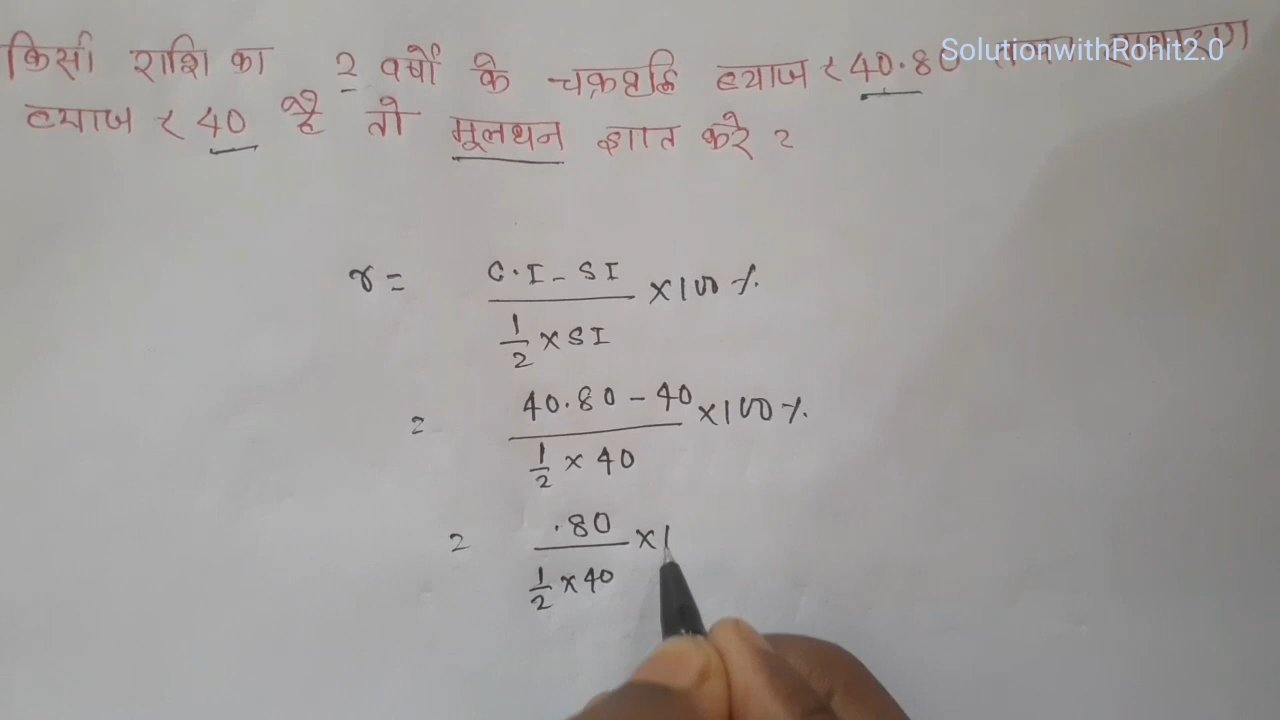 किसी राशि का 2 वर्षों के चक्रवृद्धि ब्याज ₹ 40.80
SolutionwithRohit2.0
ब्याज ₹ 40 है तो मूलधन ज्ञात करे ?
r = C.I - SI / 1/2 × SI × 100 %
= 40.80 - 40 / 1/2 × 40 × 100 %
= .80 / 1/2 × 40 × 1